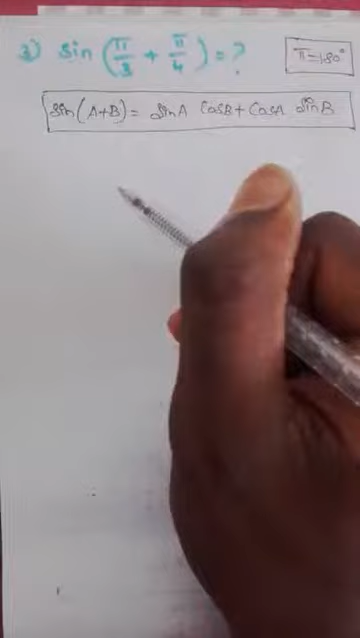 3) sin (π/3 + π/4) = ?
π = 180°
Sin(A+B) = SinA CosB + CosA SinB